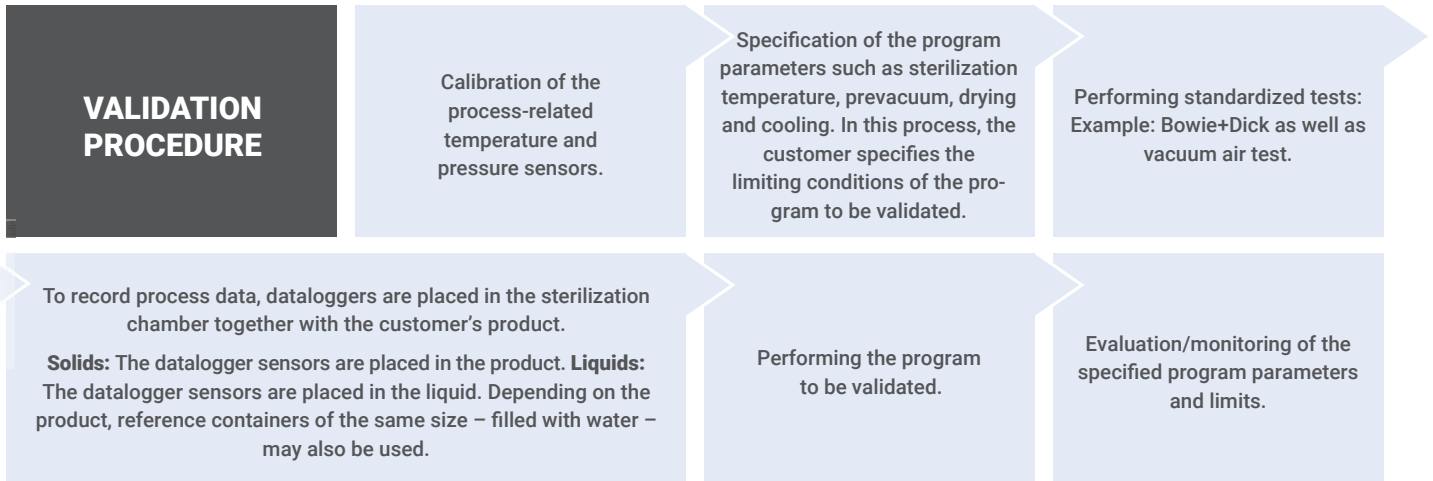 VALIDATION
PROCEDURE
Calibration of the
process-related
temperature and
pressure sensors.
Specification of the program
parameters such as sterilization
temperature, prevacuum, drying
and cooling. In this process, the
customer specifies the
limiting conditions of the pro-
gram to be validated.
Performing standardized tests:
Example: Bowie+Dick as well as
vacuum air test.
To record process data, dataloggers are placed in the sterilization
chamber together with the customer’s product.
Solids: The datalogger sensors are placed in the product. Liquids:
The datalogger sensors are placed in the liquid. Depending on the
product, reference containers of the same size – filled with water –
may also be used.
Performing the program
to be validated.
Evaluation/monitoring of the
specified program parameters
and limits.